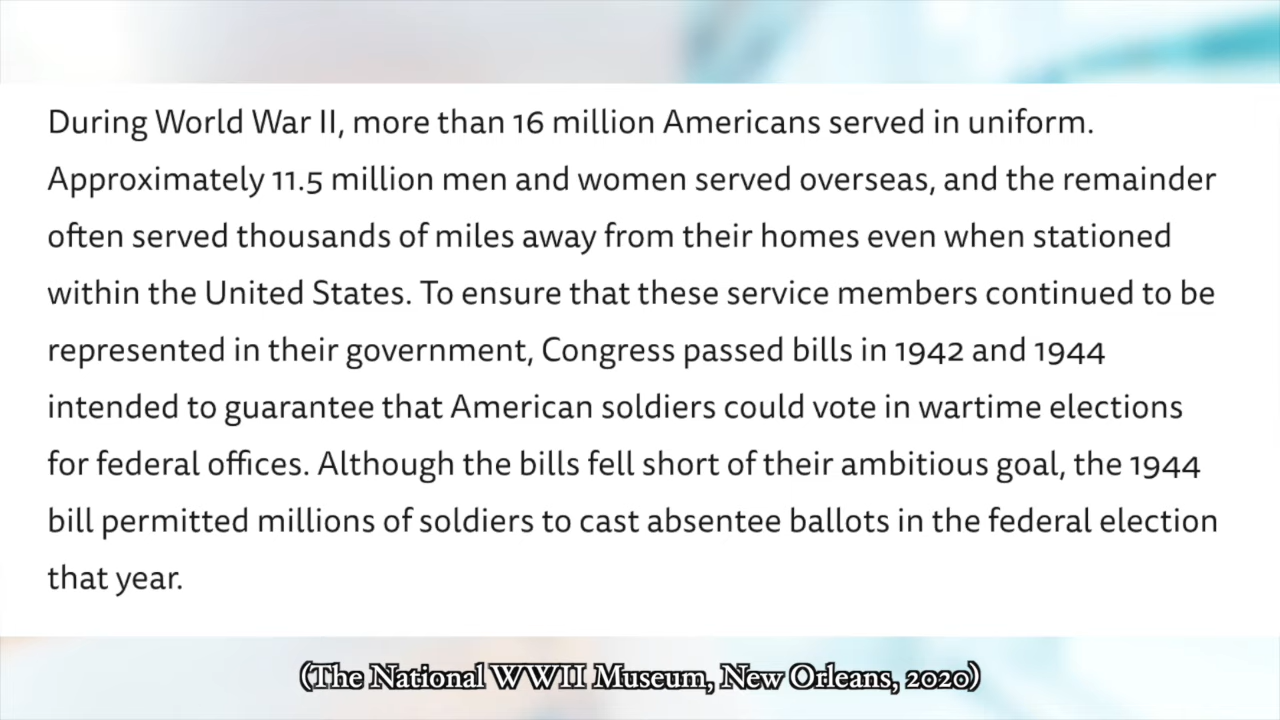 During World War II, more than 16 million Americans served in uniform.
Approximately 11.5 million men and women served overseas, and the remainder
often served thousands of miles away from their homes even when stationed
within the United States. To ensure that these service members continued to be
represented in their government, Congress passed bills in 1942 and 1944
intended to guarantee that American soldiers could vote in wartime elections
for federal offices. Although the bills fell short of their ambitious goal, the 1944
bill permitted millions of soldiers to cast absentee ballots in the federal election
that year.
(The National WWII Museum, New Orleans, 2020)